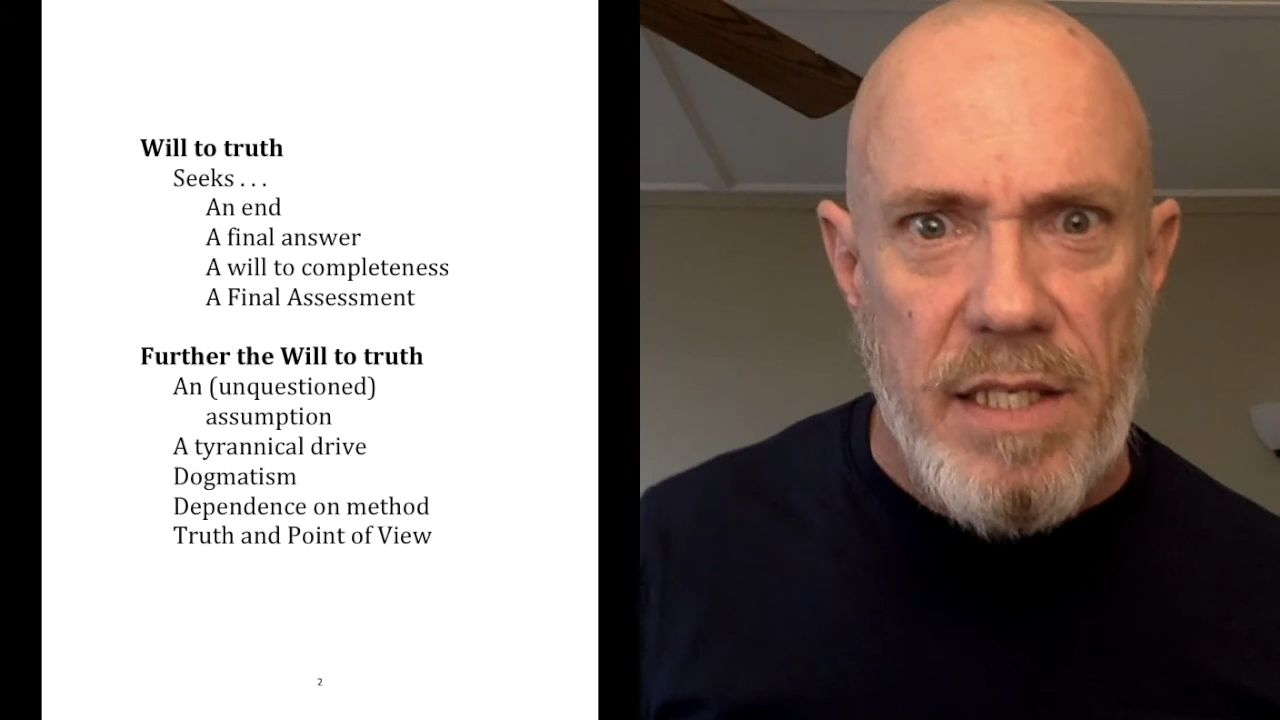 Will to truth
Seeks . . .
An end
A final answer
A will to completeness
A Final Assessment
Further the Will to truth
An (unquestioned)
assumption
A tyrannical drive
Dogmatism
Dependence on method
Truth and Point of View
2